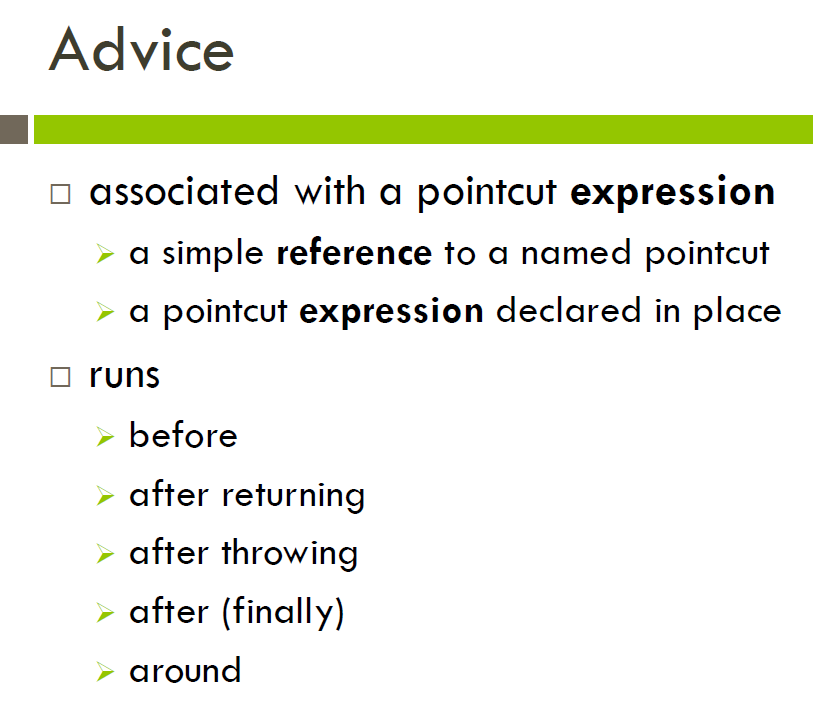 Advice
associated with a pointcut expression
a simple reference to a named pointcut
a pointcut expression declared in place
runs
before
after returning
after throwing
after (finally)
around